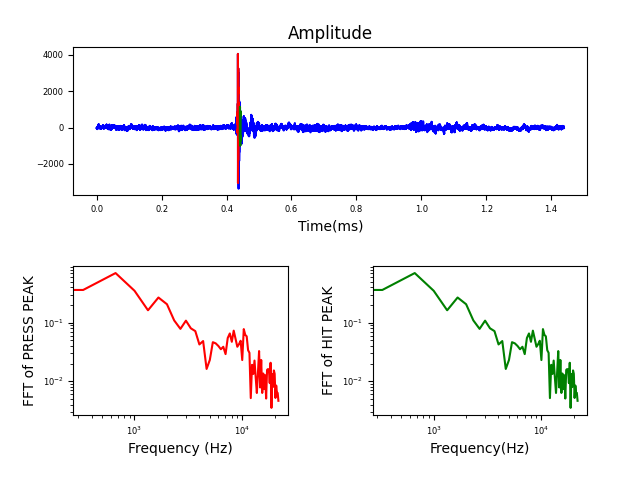 Amplitude
4000
2000
0
−2000
0.0 0.2 0.4 0.6 0.8 1.0 1.2 1.4
Time(ms)
FFT of PRESS PEAK
10⁻¹
10⁻²
10³ 10⁴
Frequency (Hz)
FFT of HIT PEAK
10⁻¹
10⁻²
10³ 10⁴
Frequency(Hz)